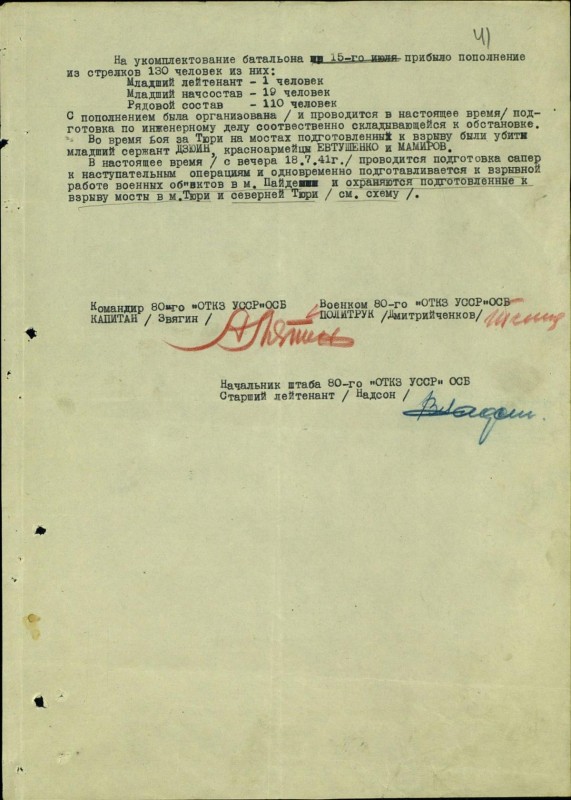 41
На укомплектование батальона 15-го июля прибыло пополнение
из стрелков 130 человек из них:
Младший лейтенант - 1 человек
Младший начсостав - 19 человек
Рядовой состав - 110 человек
С пополнением была организована / и проводится в настоящее время/ под-
готовка по инженерному делу соотвественно складывающейся к обстановке.
Во время боя за Тюри на мостах подготовленных к взрыву были убиты
младший сержант ДЗЮИН, красноармейцы ЕВТУШЕНКО и МАМИРОВ.
В настоящее время / с вечера 18.7.41г./ проводится подготовка сапер
к наступательным операциям и одновременно подготавливается к взрывной
работе военных об"ектов в м. и охраняются подготовленные к
взрыву мосты в м.Тюри и северней Тюри / см. схему /.
Командир 80-го "ОТКЗ УССР"ОСБ
КАПИТАН / Звягин /
Военком 80-го "ОТКЗ УССР"ОСБ
ПОЛИТРУК /Дмитрийченков/
Начальник штаба 80-го "ОТКЗ УССР" ОСБ
Старший лейтенант / Надсон /